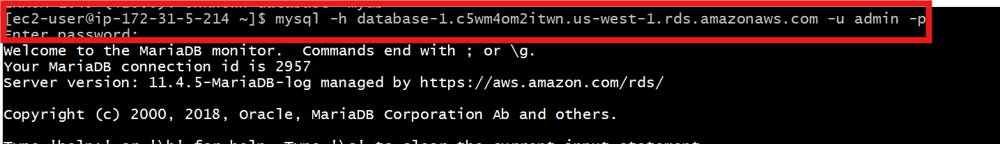 [ec2-user@ip-172-31-5-214 ~]$ mysql -h database-1.c5wm4om2itwn.us-west-1.rds.amazonaws.com -u admin -p
Enter password:
Welcome to the MariaDB monitor.  Commands end with ; or \g.
Your MariaDB connection id is 2957
Server version: 11.4.5-MariaDB-log managed by https://aws.amazon.com/rds/
Copyright (c) 2000, 2018, Oracle, MariaDB Corporation Ab and others.
Type 'help;' or '\h' for help. Type '\c' to clear the current input statement